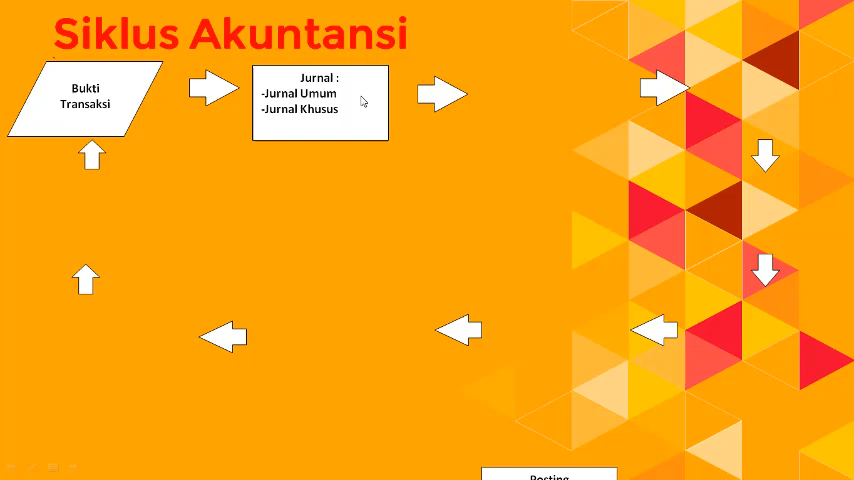 Siklus Akuntansi
Bukti
Transaksi
Jurnal :
-Jurnal Umum
-Jurnal Khusus
Posting